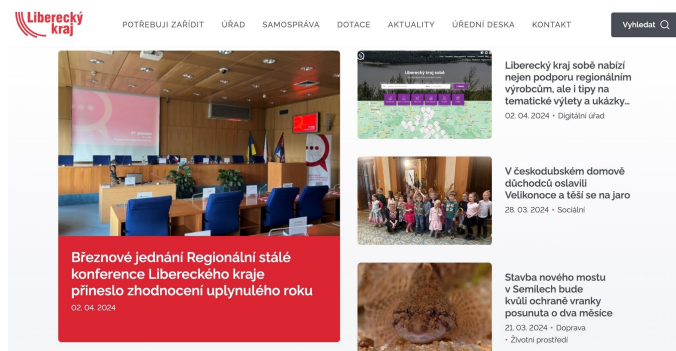 Liberecký
kraj
POTŘEBUJI ZAŘÍDIT ÚŘAD SAMOSPRÁVA DOTACE AKTUALITY ÚŘEDNÍ DESKA KONTAKT
Vyhledat
Březnové jednání Regionální stálé
konference Libereckého kraje
přineslo zhodnocení uplynulého roku
02. 04. 2024
Liberecký kraj sobě
Liberecký kraj sobě nabízí
nejen podporu regionálním
výrobcům, ale i tipy na
tematické výlety a ukázky...
02. 04. 2024 • Digitální úřad
V českodubském domově
důchodců oslavili
Velikonoce a těší se na jaro
28. 03. 2024 • Sociální
Stavba nového mostu
v Semilech bude
kvůli ochraně vranky
posunuta o dva měsíce
21. 03. 2024 • Doprava
• Životní prostředí